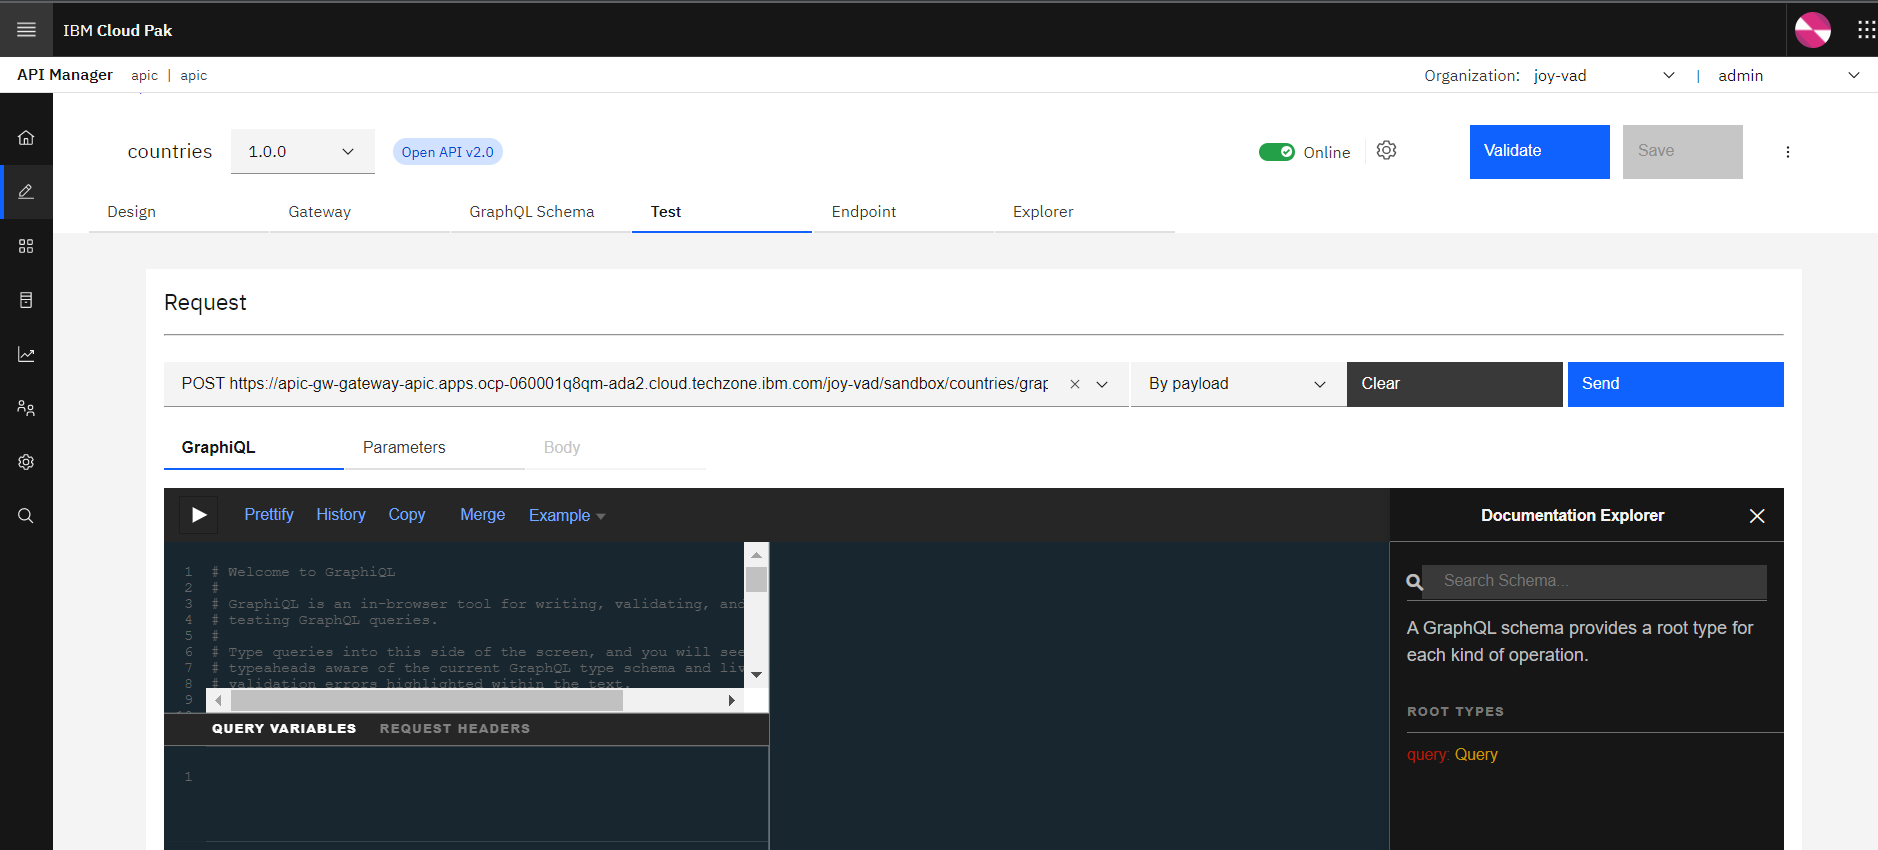 IBM Cloud Pak
API Manager apic | apic Organization: joy-vad | admin
countries 1.0.0 Open API v2.0 Online Validate Save
Design Gateway GraphQL Schema Test Endpoint Explorer
Request
POST https://apic-gw-gateway-apic.apps.ocp-060001q8qm-ada2.cloud.techzone.ibm.com/joy-vad/sandbox/countries/grap By payload Clear Send
GraphiQL Parameters Body
Prettify History Copy Merge Example
Documentation Explorer
1 # Welcome to GraphiQL
2 #
3 # GraphiQL is an in-browser tool for writing, validating, and
4 # testing GraphQL queries.
5 #
6 # Type queries into this side of the screen, and you will see
7 # typeaheads aware of the current GraphQL type schema and liv
8 # validation errors highlighted within the text.
9
QUERY VARIABLES REQUEST HEADERS
1
Search Schema...
A GraphQL schema provides a root type for
each kind of operation.
ROOT TYPES
query: Query